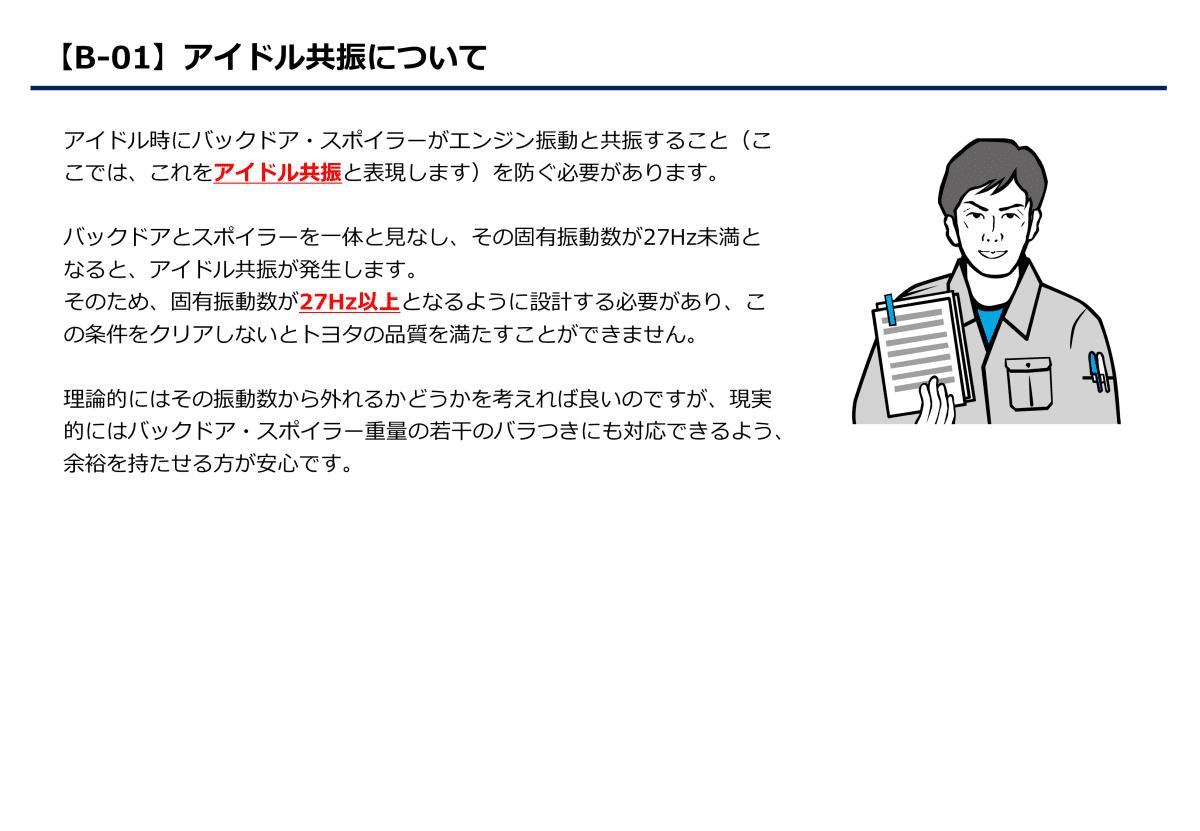 【B-01】アイドル共振について
アイドル時にバックドア・スポイラーがエンジン振動と共振すること（こ
こでは、これをアイドル共振と表現します）を防ぐ必要があります。
バックドアとスポイラーを一体と見なし、その固有振動数が27Hz未満と
なると、アイドル共振が発生します。
そのため、固有振動数が27Hz以上となるように設計する必要があり、こ
の条件をクリアしないとトヨタの品質を満たすことができません。
理論的にはその振動数から外れるかどうかを考えれば良いのですが、現実
的にはバックドア・スポイラー重量の若干のバラつきにも対応できるよう、
余裕を持たせる方が安心です。